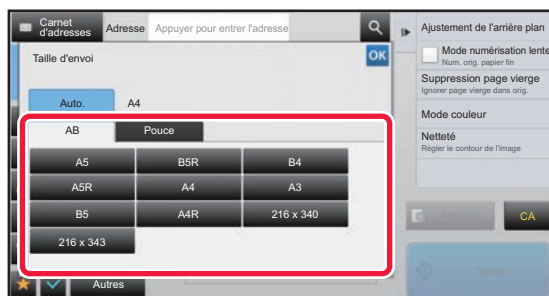 Carnet d'adresses
Adresse
Appuyer pour entrer l'adresse
Taille d'envoi
OK
Auto.
A4
AB
Pouce
A5
B5R
B4
A5R
A4
A3
B5
A4R
216 x 340
216 x 343
Autres
Ajustement de l'arrière plan
Mode numérisation lente
Num. orig. papier fin
Suppression page vierge
Ignorer page vierge dans orig.
Mode couleur
Netteté
Régler le contour de l'image
CA
Départ